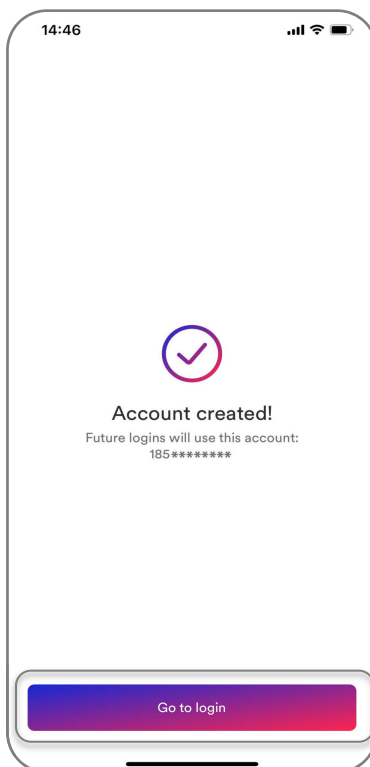 14:46
Account created!
Future logins will use this account:
185********
Go to login